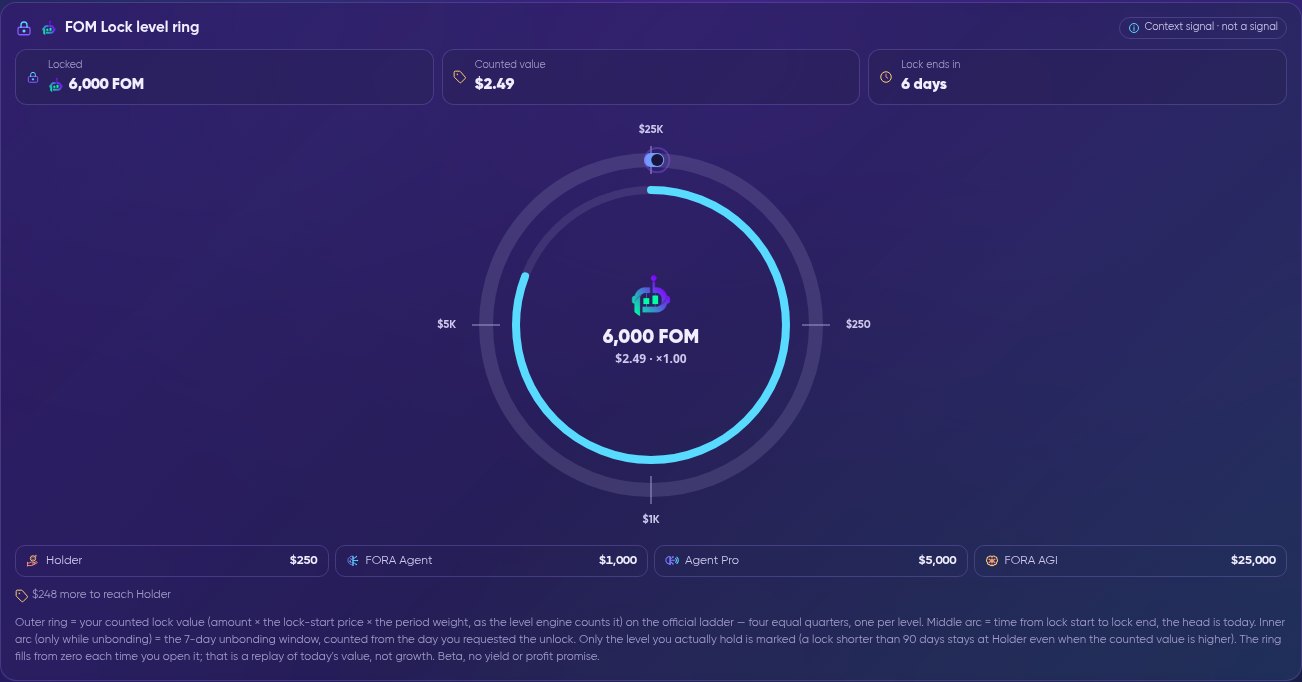 FOM Lock level ring
Context signal · not a signal
Locked
6,000 FOM
Counted value
$2.49
Lock ends in
6 days
$25K
$5K
$250
6,000 FOM
$2.49 · ×1.00
$1K
Holder $250
FORA Agent $1,000
Agent Pro $5,000
FORA AGI $25,000
$248 more to reach Holder
Outer ring = your counted lock value (amount × the lock-start price × the period weight, as the level engine counts it) on the official ladder — four equal quarters, one per level. Middle arc = time from lock start to lock end, the head is today. Inner
arc (only while unbonding) = the 7-day unbonding window, counted from the day you requested the unlock. Only the level you actually hold is marked (a lock shorter than 90 days stays at Holder even when the counted value is higher). The ring
fills from zero each time you open it; that is a replay of today's value, not growth. Beta, no yield or profit promise.